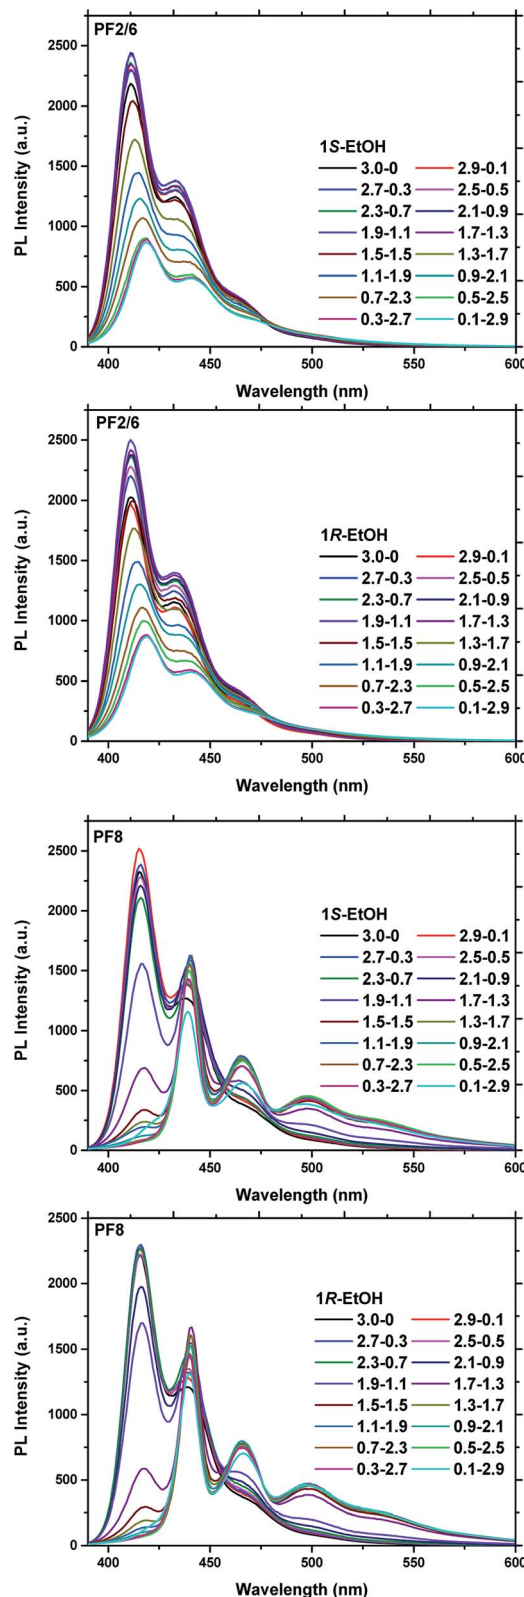 PF2/6
2500
2000
1500
1000
500
0
PL Intensity (a.u.)
1S-EtOH
3.0-0 2.9-0.1
2.7-0.3 2.5-0.5
2.3-0.7 2.1-0.9
1.9-1.1 1.7-1.3
1.5-1.5 1.3-1.7
1.1-1.9 0.9-2.1
0.7-2.3 0.5-2.5
0.3-2.7 0.1-2.9
400 450 500 550 600
Wavelength (nm)
PF2/6
2500
2000
1500
1000
500
0
PL Intensity (a.u.)
1R-EtOH
3.0-0 2.9-0.1
2.7-0.3 2.5-0.5
2.3-0.7 2.1-0.9
1.9-1.1 1.7-1.3
1.5-1.5 1.3-1.7
1.1-1.9 0.9-2.1
0.7-2.3 0.5-2.5
0.3-2.7 0.1-2.9
400 450 500 550 600
Wavelength (nm)
PF8
2500
2000
1500
1000
500
0
PL Intensity (a.u.)
1S-EtOH
3.0-0 2.9-0.1
2.7-0.3 2.5-0.5
2.3-0.7 2.1-0.9
1.9-1.1 1.7-1.3
1.5-1.5 1.3-1.7
1.1-1.9 0.9-2.1
0.7-2.3 0.5-2.5
0.3-2.7 0.1-2.9
400 450 500 550 600
Wavelength (nm)
PF8
2500
2000
1500
1000
500
0
PL Intensity (a.u.)
1R-EtOH
3.0-0 2.9-0.1
2.7-0.3 2.5-0.5
2.3-0.7 2.1-0.9
1.9-1.1 1.7-1.3
1.5-1.5 1.3-1.7
1.1-1.9 0.9-2.1
0.7-2.3 0.5-2.5
0.3-2.7 0.1-2.9
400 450 500 550 600
Wavelength (nm)